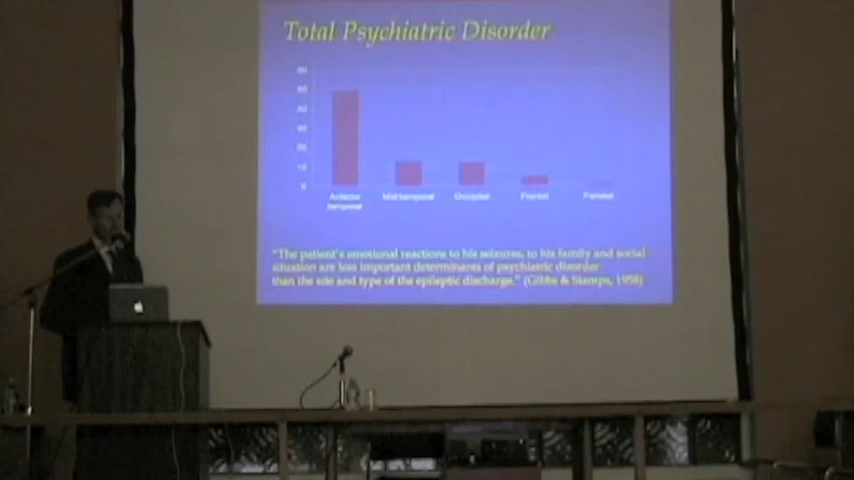 Total Psychiatric Disorder
60
50
40
30
20
10
0
Anterior Mid temporal Occipital Frontal Parietal
temporal
"The patient's emotional reactions to his seizures, to his family and social
situation are less important determinants of psychiatric disorder
than the site and type of the epileptic discharge." (Gibbs & Stamps, 1958)